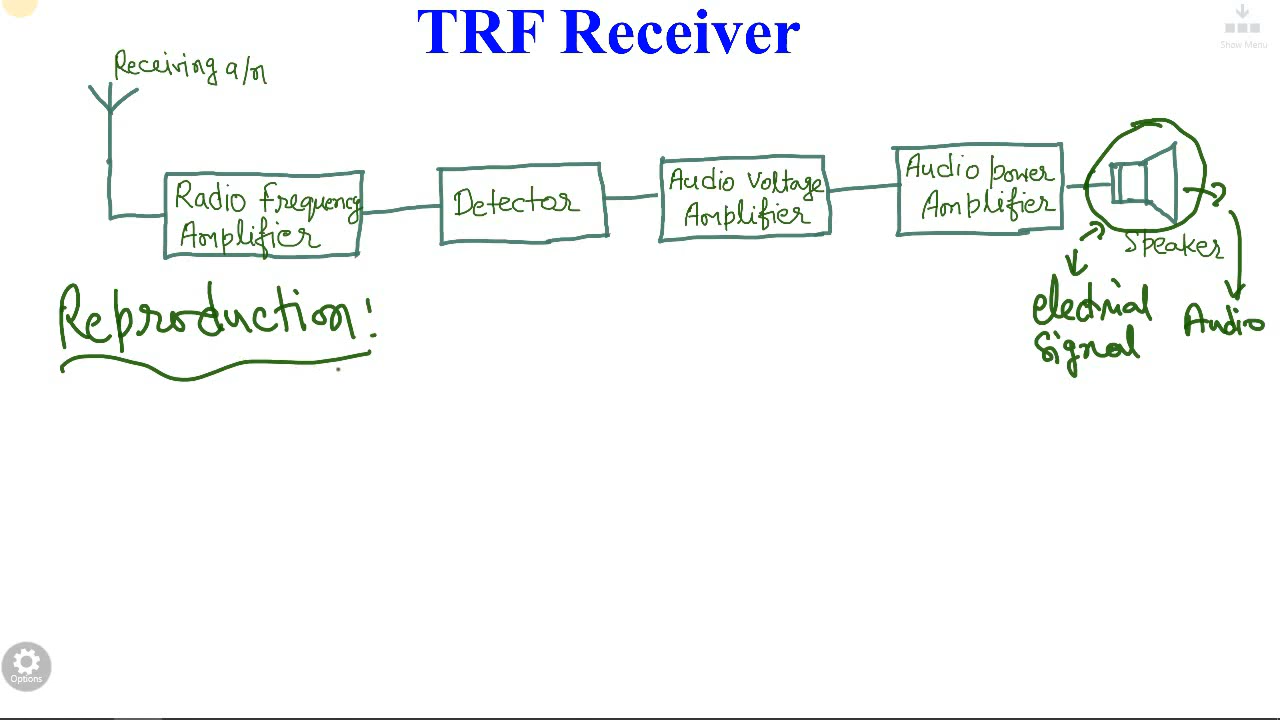 TRF Receiver
Show Menu
Receiving a/n
Radio frequency
Amplifier
Detector
Audio Voltage
Amplifier
Audio power
Amplifier
Speaker
Reproduction:
electrial
Signal
Audio
Options